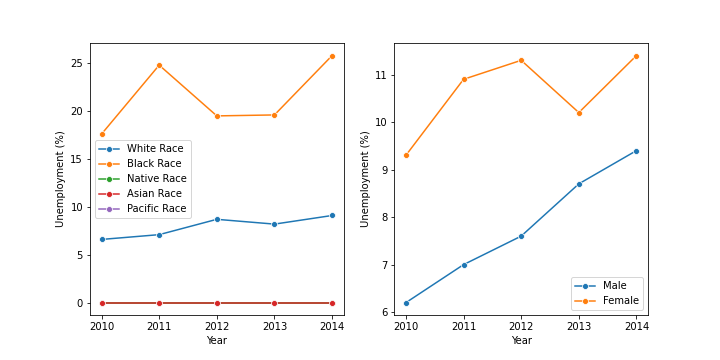 Unemployment (%)
25
20
15
10
5
0
White Race
Black Race
Native Race
Asian Race
Pacific Race
2010 2011 2012 2013 2014
Year
Unemployment (%)
11
10
9
8
7
6
Male
Female
2010 2011 2012 2013 2014
Year